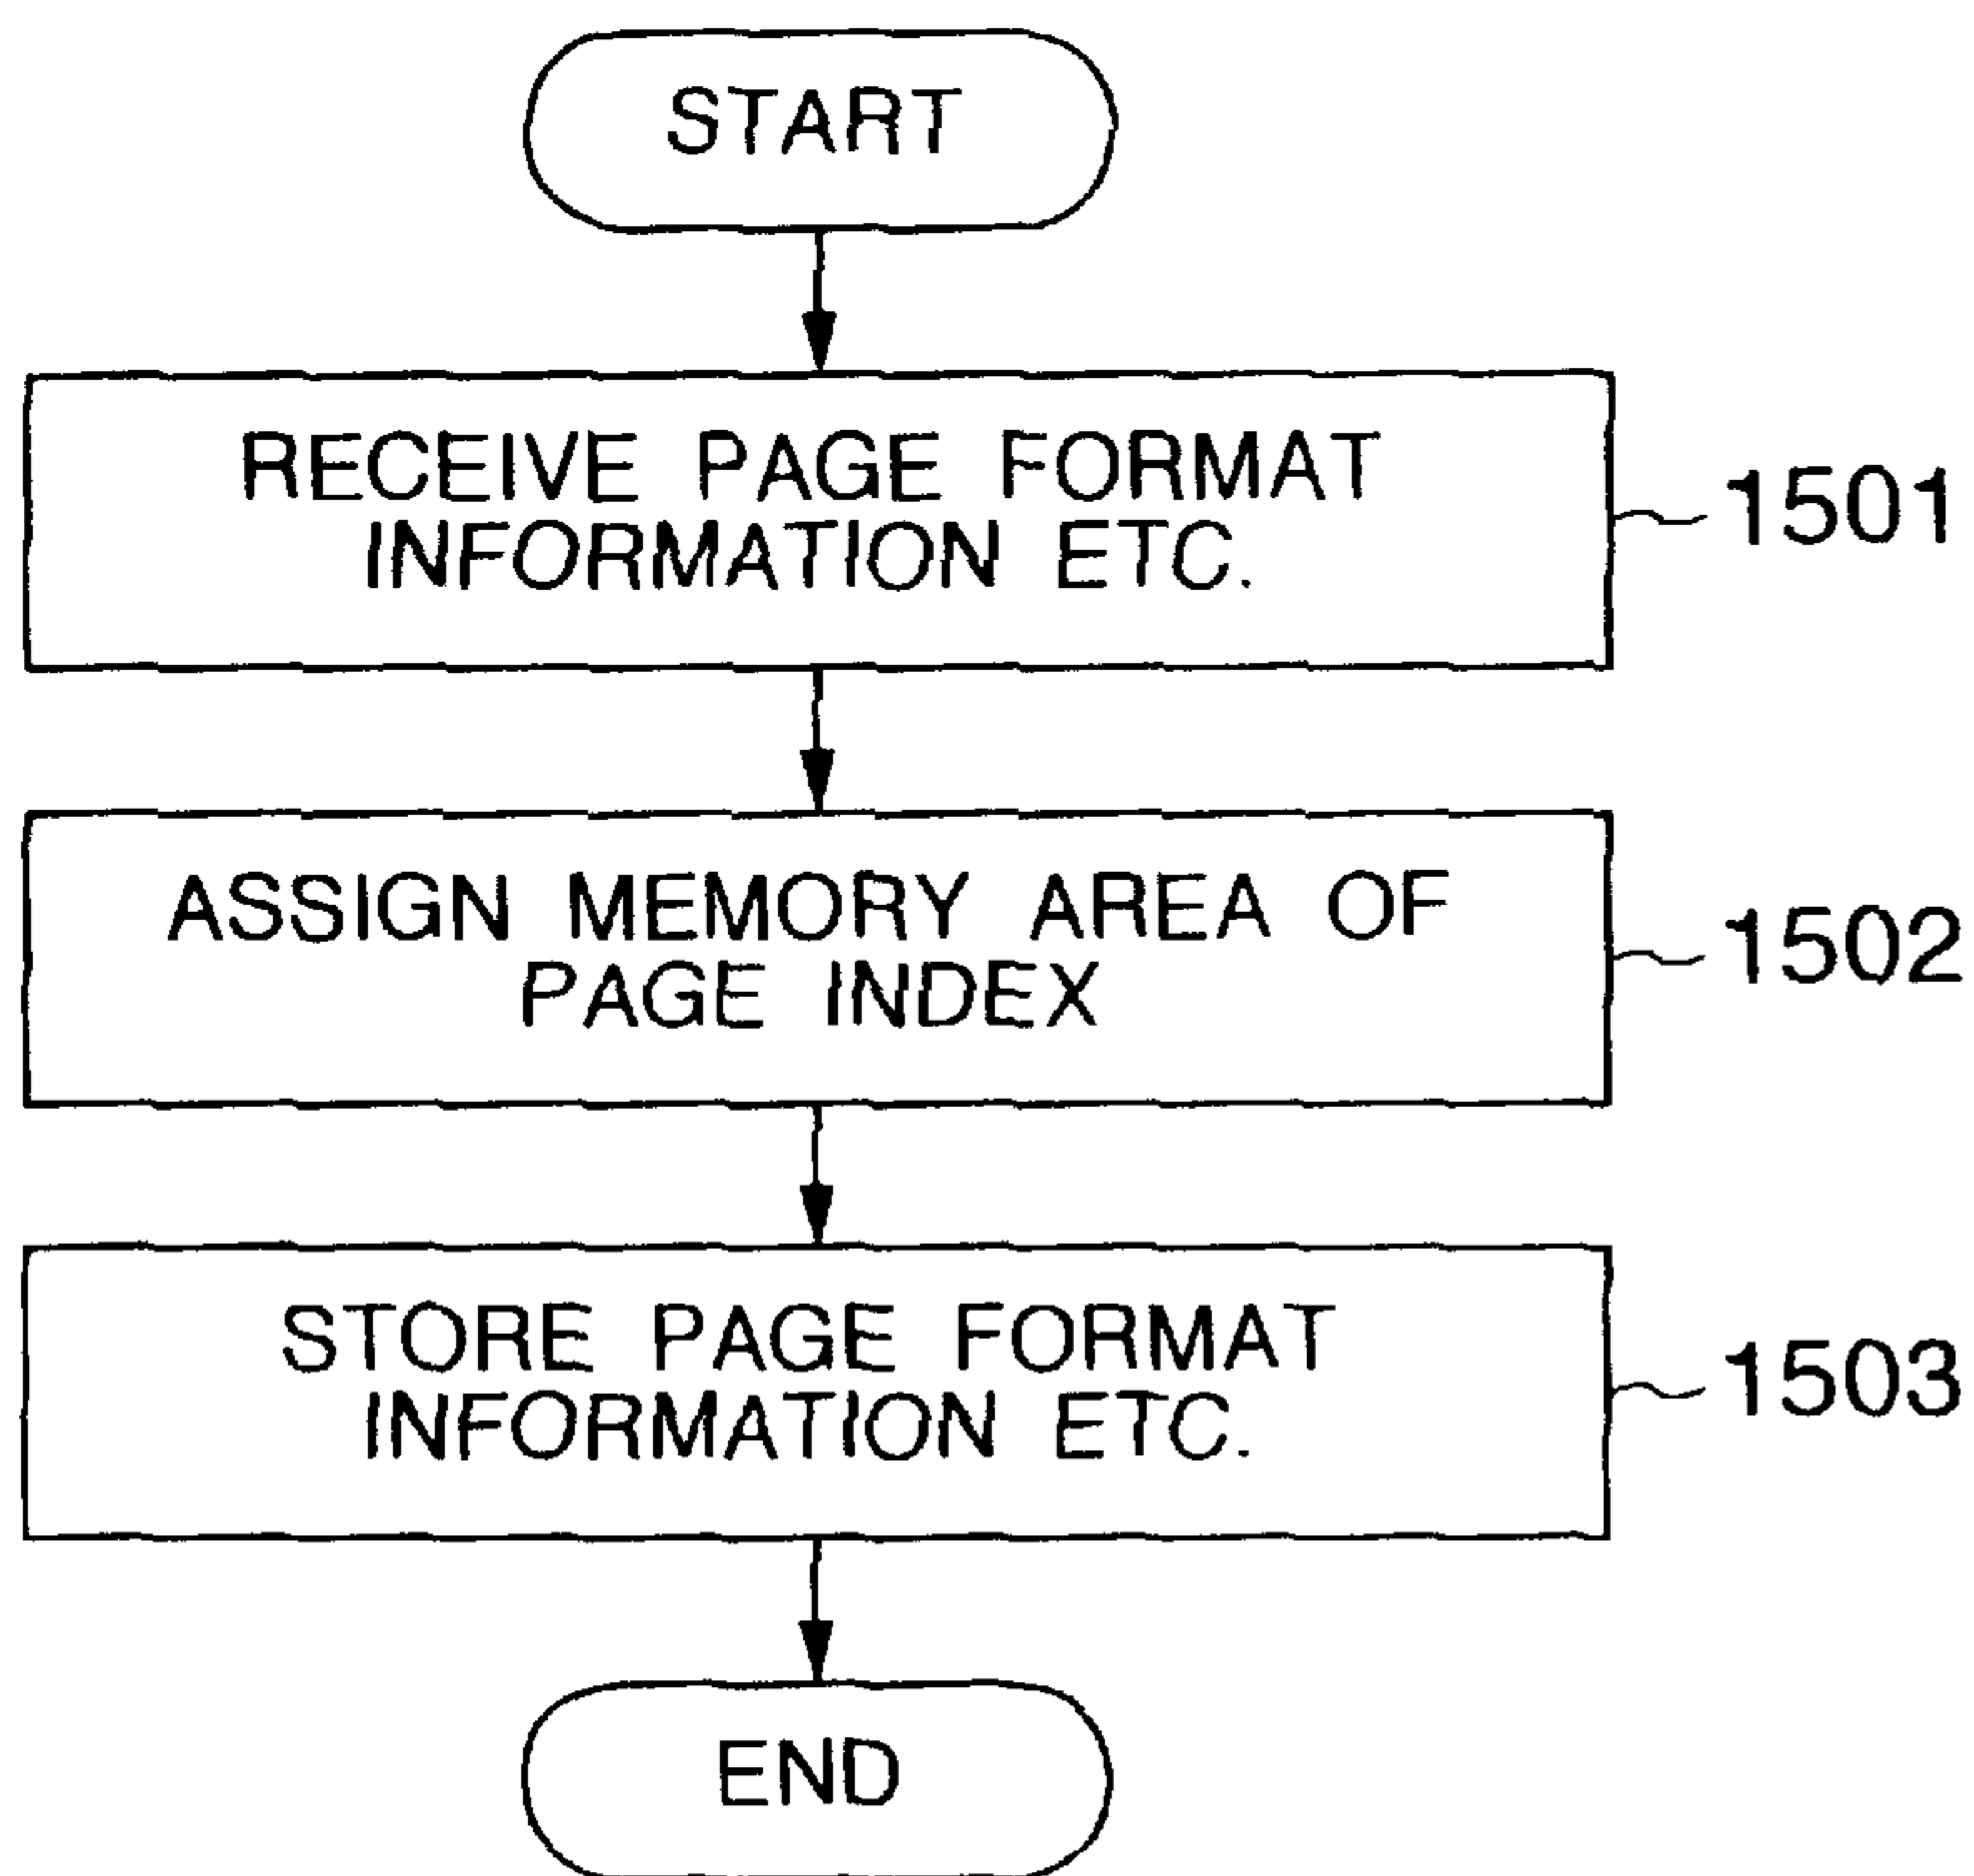 START
RECEIVE PAGE FORMAT
INFORMATION ETC.
1501
ASSIGN MEMORY AREA OF
PAGE INDEX
1502
STORE PAGE FORMAT
INFORMATION ETC.
1503
END